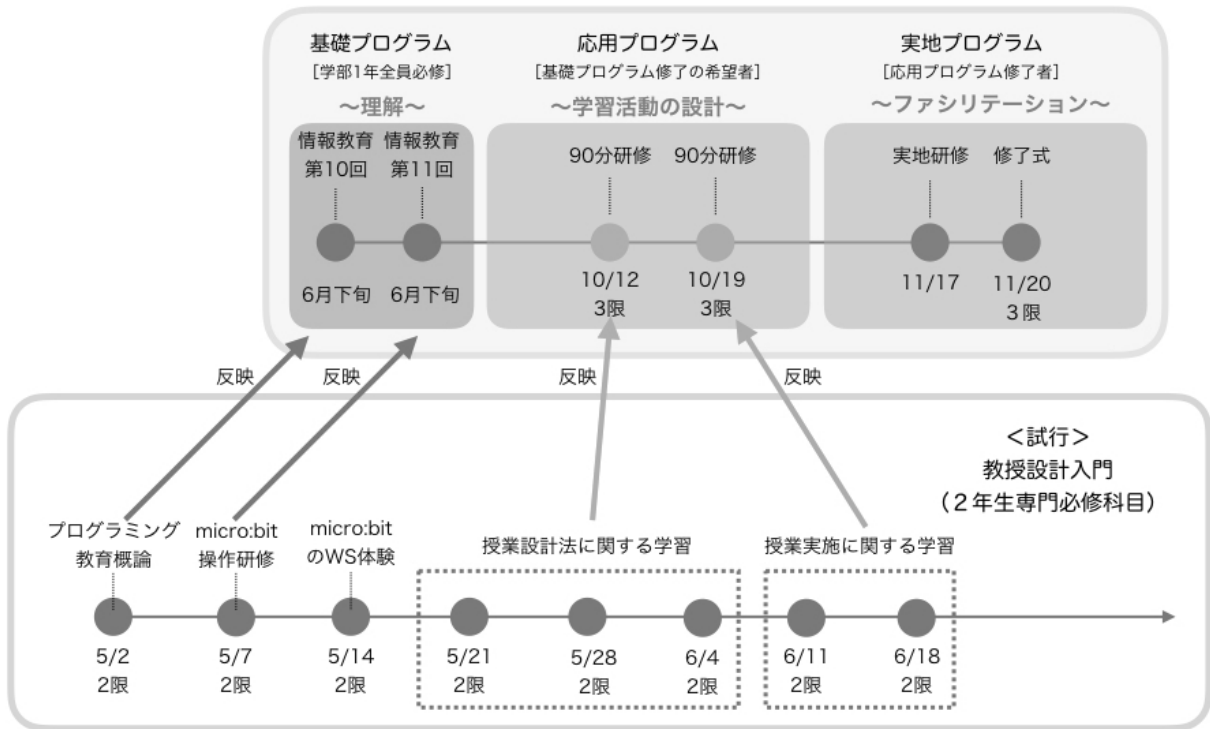 基礎プログラム
[学部1年全員必修]
〜理解〜
情報教育
第10回
情報教育
第11回
6月下旬
6月下旬
応用プログラム
[基礎プログラム修了の希望者]
〜学習活動の設計〜
90分研修
90分研修
10/12
3限
10/19
3限
実地プログラム
[応用プログラム修了者]
〜ファシリテーション〜
実地研修
修了式
11/17
11/20
３限
反映
反映
反映
反映
＜試行＞
教授設計入門
（２年生専門必修科目）
プログラミング
教育概論
micro:bit
操作研修
micro:bit
のWS体験
授業設計法に関する学習
授業実施に関する学習
5/2
2限
5/7
2限
5/14
2限
5/21
2限
5/28
2限
6/4
2限
6/11
2限
6/18
2限